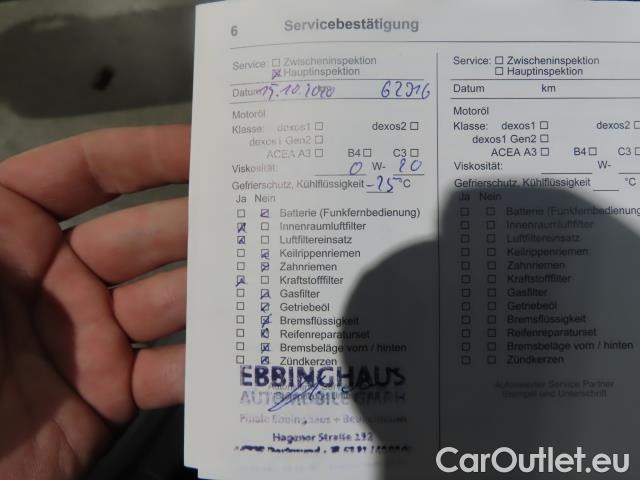 6 Servicebestätigung
Service: ☐ Zwischeninspektion
☒ Hauptinspektion
Datum 15.10.2020 62916
Motoröl
Klasse: dexos1 ☐ dexos2 ☐
dexos1 Gen2 ☐
ACEA A3 ☐ B4 ☐ C3 ☐
Viskosität: 0 W- 20
Gefrierschutz, Kühlflüssigkeit -25 °C
Ja Nein
☐ ☒ Batterie (Funkfernbedienung)
☒ ☐ Innenraumluftfilter
☒ ☐ Luftfiltereinsatz
☐ ☒ Keilrippenriemen
☐ ☒ Zahnriemen
☒ ☐ Kraftstofffilter
☐ ☒ Gasfilter
☐ ☒ Getriebeöl
☐ ☒ Bremsflüssigkeit
☐ ☒ Reifenreparaturset
☐ ☒ Bremsbeläge vorn / hinten
☐ ☒ Zündkerzen
EBBINGHAUS
AUTOMOBILE GMBH
Filiale Ebbinghaus +
Hagener Straße
Dortmund
Service: ☐ Zwischeninspektion
☐ Hauptinspektion
Datum km
Motoröl
Klasse: dexos1 ☐ dexos2 ☐
dexos1 Gen2 ☐
ACEA A3 ☐ B4 ☐ C3 ☐
Viskosität: W-
Gefrierschutz, Kühlflüssigkeit °C
Ja Nein
☐ ☐ Batterie (Funkfernbedienung)
☐ ☐ Innenraumluftfilter
☐ ☐ Luftfiltereinsatz
☐ ☐ Keilrippenriemen
☐ ☐ Zahnriemen
☐ ☐ Kraftstofffilter
☐ ☐ Gasfilter
☐ ☐ Getriebeöl
☐ ☐ Bremsflüssigkeit
☐ ☐ Reifenreparaturset
☐ ☐ Bremsbeläge vorn / hinten
☐ ☐ Zündkerzen
Autorisierter Service Partner
Stempel und Unterschrift
CarOutlet.eu